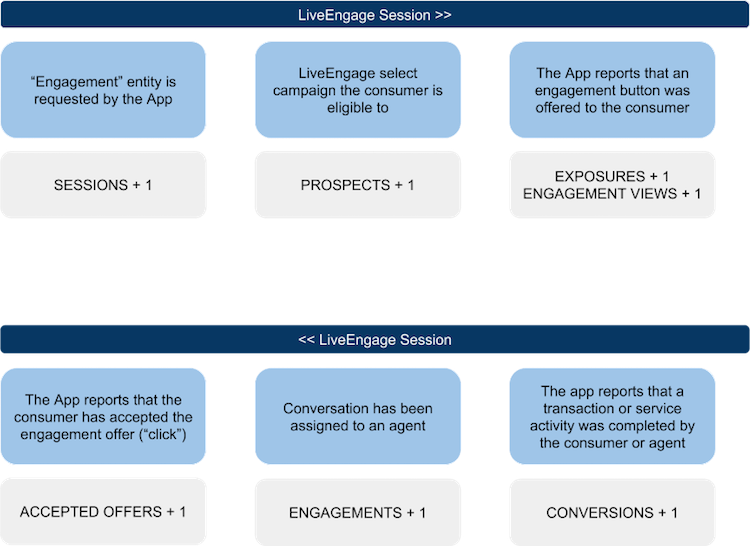 LiveEngage Session >>
“Engagement” entity is
requested by the App
LiveEngage select
campaign the consumer is
eligible to
The App reports that an
engagement button was
offered to the consumer
SESSIONS + 1
PROSPECTS + 1
EXPOSURES + 1
ENGAGEMENT VIEWS + 1
<< LiveEngage Session
The App reports that the
consumer has accepted the
engagement offer (“click”)
Conversation has been
assigned to an agent
The app reports that a
transaction or service
activity was completed by
the consumer or agent
ACCEPTED OFFERS + 1
ENGAGEMENTS + 1
CONVERSIONS + 1